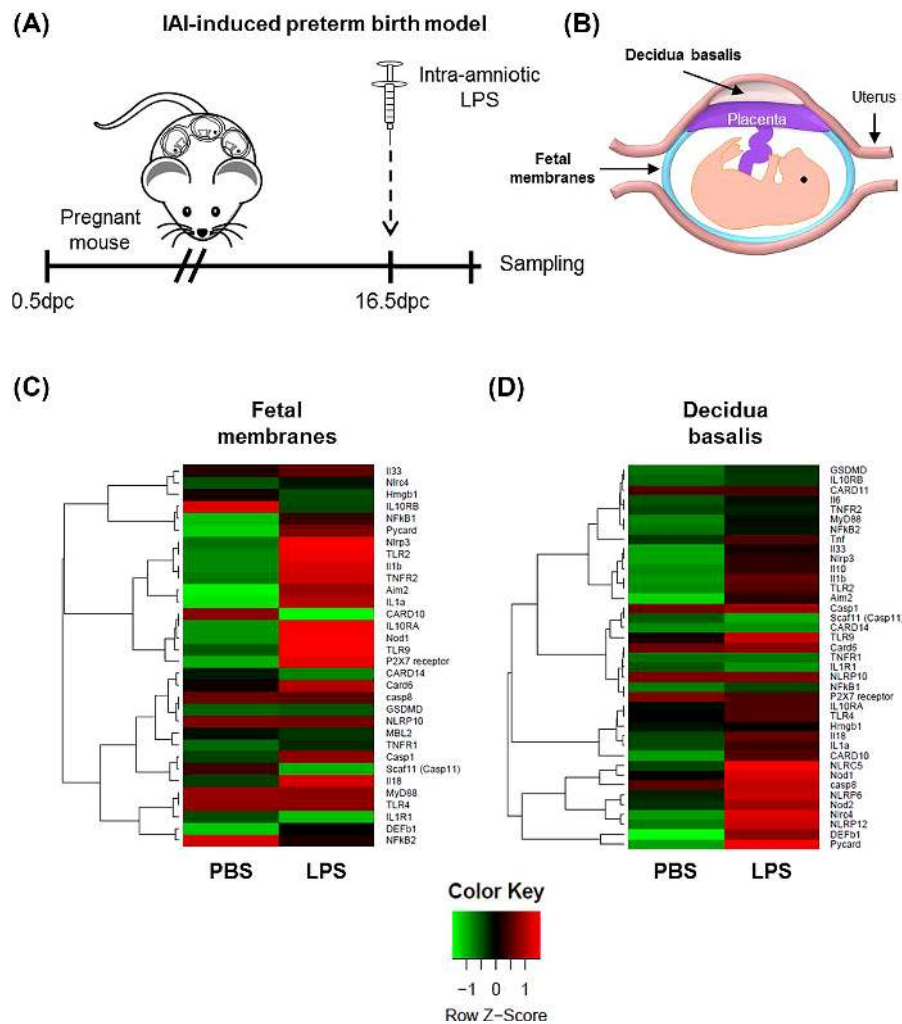 (A)
IAI-induced preterm birth model
Intra-amniotic
LPS
Pregnant
mouse
Sampling
0.5dpc
16.5dpc
(B)
Decidua basalis
Uterus
Placenta
Fetal
membranes
(C)
Fetal
membranes
Il33
Nlrc4
Hmgb1
IL10RB
NFkB1
Pycard
Nlrp3
TLR2
Il1b
TNFR2
Aim2
IL1a
CARD10
IL10RA
Nod1
TLR9
P2X7 receptor
CARD14
Card6
casp8
GSDMD
NLRP10
MBL2
TNFR1
Casp1
Scaf11 (Casp11)
Il18
MyD88
TLR4
IL1R1
DEFb1
NFkB2
PBS
LPS
(D)
Decidua
basalis
GSDMD
IL10RB
CARD11
Il6
TNFR2
MyD88
NFkB2
Tnf
Il33
Nlrp3
Il10
Il1b
TLR2
Aim2
Casp1
Scaf11 (Casp11)
CARD14
TLR9
Card6
TNFR1
IL1R1
NLRP10
NFkB1
P2X7 receptor
IL10RA
TLR4
Hmgb1
Il18
IL1a
CARD10
NLRC5
Nod1
casp8
NLRP6
Nod2
Nlrc4
NLRP12
DEFb1
Pycard
PBS
LPS
Color Key
−1 0 1
Row Z−Score